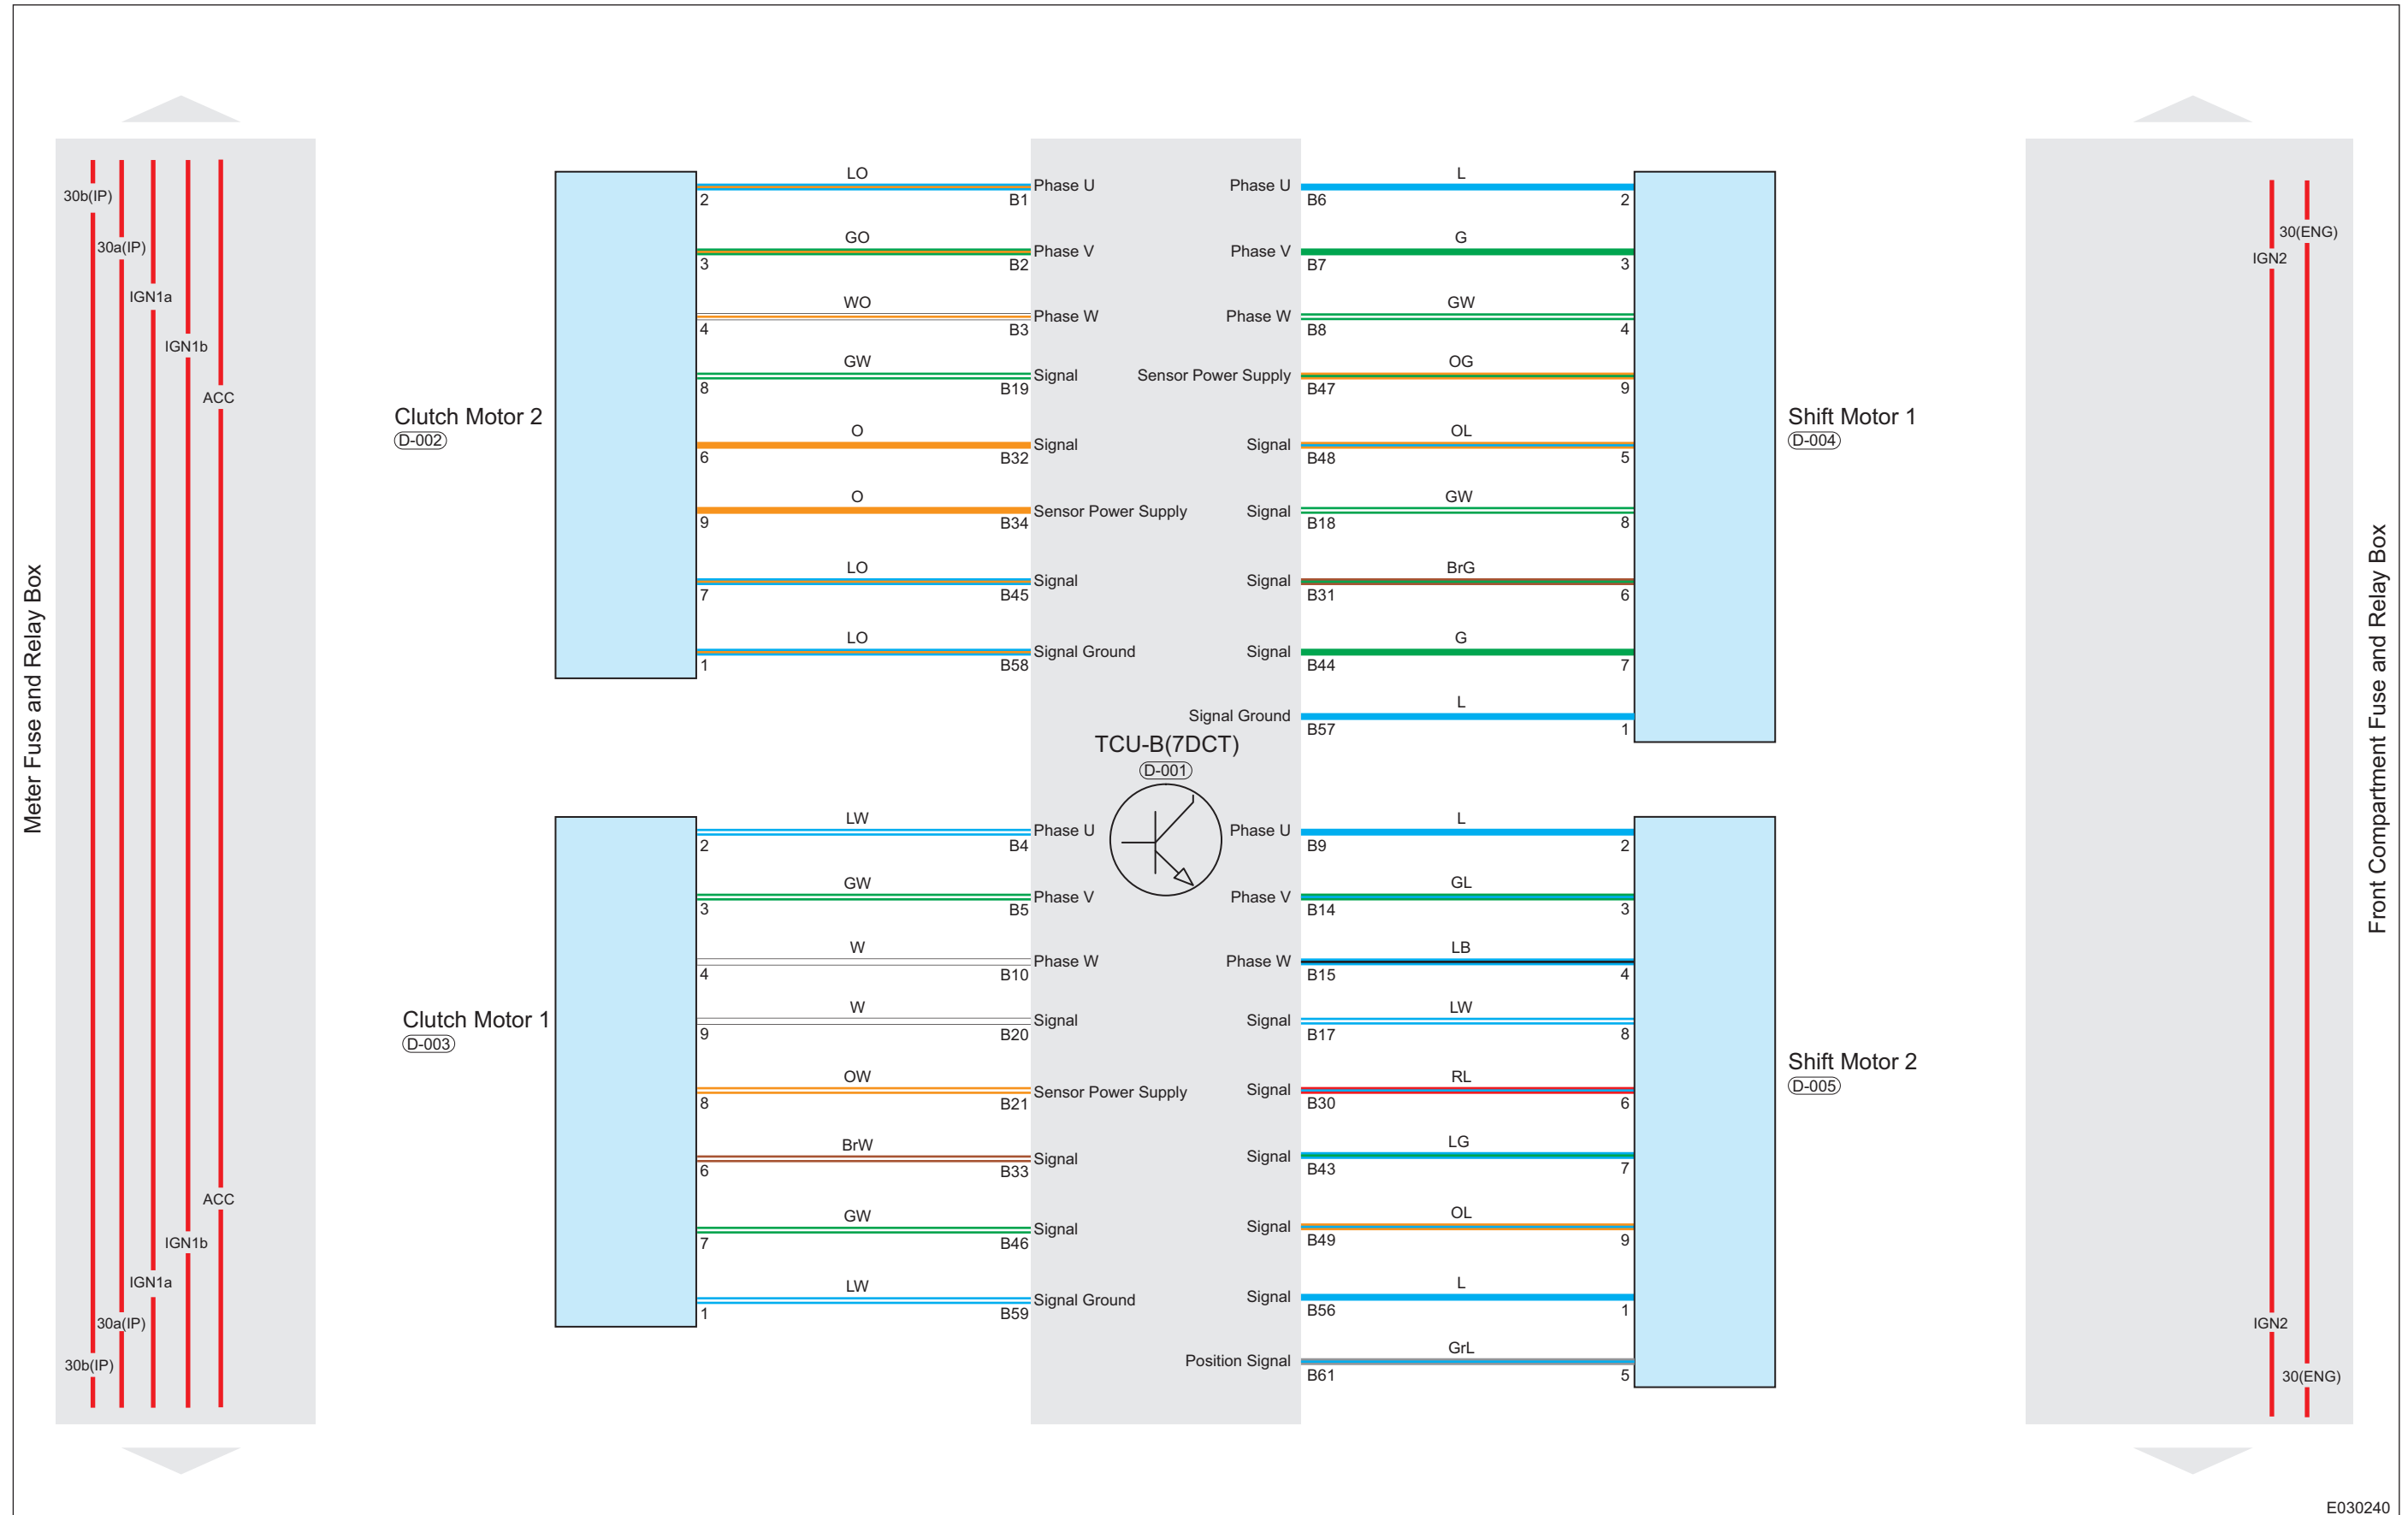 Meter Fuse and Relay Box
30b(IP)
30a(IP)
IGN1a
IGN1b
ACC
ACC
IGN1b
IGN1a
30a(IP)
30b(IP)
Clutch Motor 2
D-002
2 LO B1 Phase U
3 GO B2 Phase V
4 WO B3 Phase W
8 GW B19 Signal
6 O B32 Signal
9 O B34 Sensor Power Supply
7 LO B45 Signal
1 LO B58 Signal Ground
Clutch Motor 1
D-003
2 LW B4 Phase U
3 GW B5 Phase V
4 W B10 Phase W
9 W B20 Signal
8 OW B21 Sensor Power Supply
6 BrW B33 Signal
7 GW B46 Signal
1 LW B59 Signal Ground
TCU-B(7DCT)
D-001
Phase U B6 L 2
Phase V B7 G 3
Phase W B8 GW 4
Sensor Power Supply B47 OG 9
Signal B48 OL 5
Signal B18 GW 8
Signal B31 BrG 6
Signal B44 G 7
Signal Ground B57 L 1
Shift Motor 1
D-004
Phase U B9 L 2
Phase V B14 GL 3
Phase W B15 LB 4
Signal B17 LW 8
Signal B30 RL 6
Signal B43 LG 7
Signal B49 OL 9
Signal B56 L 1
Position Signal B61 GrL 5
Shift Motor 2
D-005
30(ENG)
IGN2
IGN2
30(ENG)
Front Compartment Fuse and Relay Box
E030240